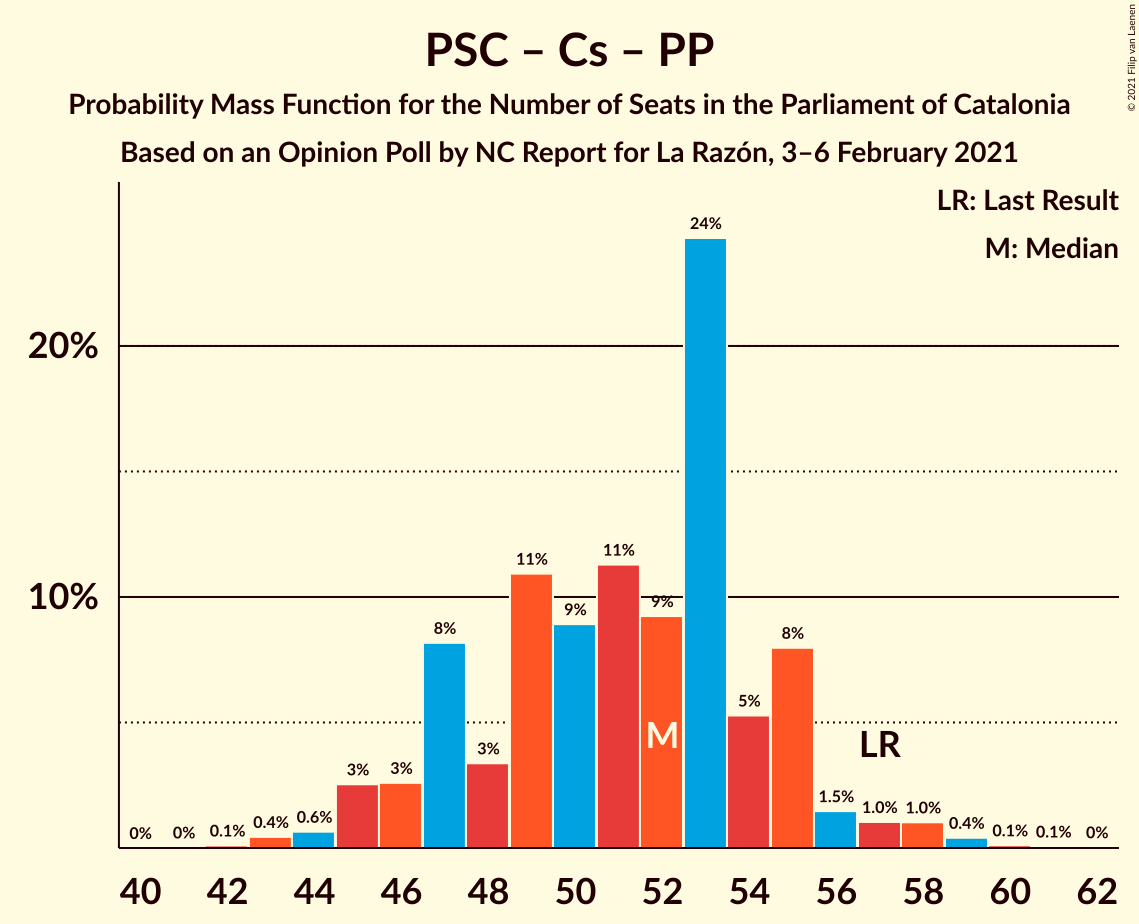 PSC – Cs – PP
Probability Mass Function for the Number of Seats in the Parliament of Catalonia
Based on an Opinion Poll by NC Report for La Razón, 3–6 February 2021
© 2021 Filip van Laenen
LR: Last Result
M: Median
20%
10%
0% 0% 0.1% 0.4% 0.6% 3% 3% 8% 3% 11% 9% 11% 9% 24% 5% 8% 1.5% 1.0% 1.0% 0.4% 0.1% 0.1% 0%
M
LR
40 42 44 46 48 50 52 54 56 58 60 62